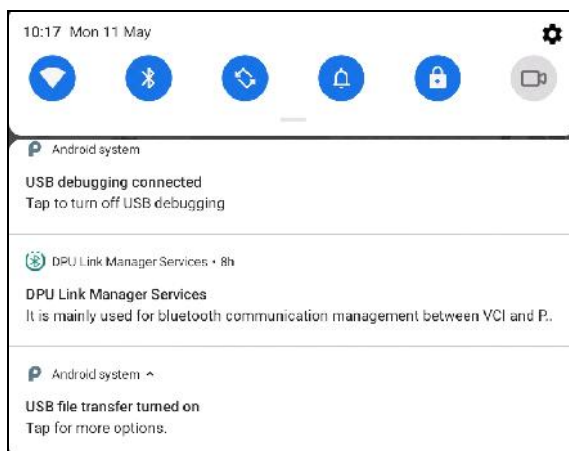 10:17 Mon 11 May
Android system
USB debugging connected
Tap to turn off USB debugging
DPU Link Manager Services • 8h
DPU Link Manager Services
It is mainly used for bluetooth communication management between VCI and P..
Android system
USB file transfer turned on
Tap for more options.